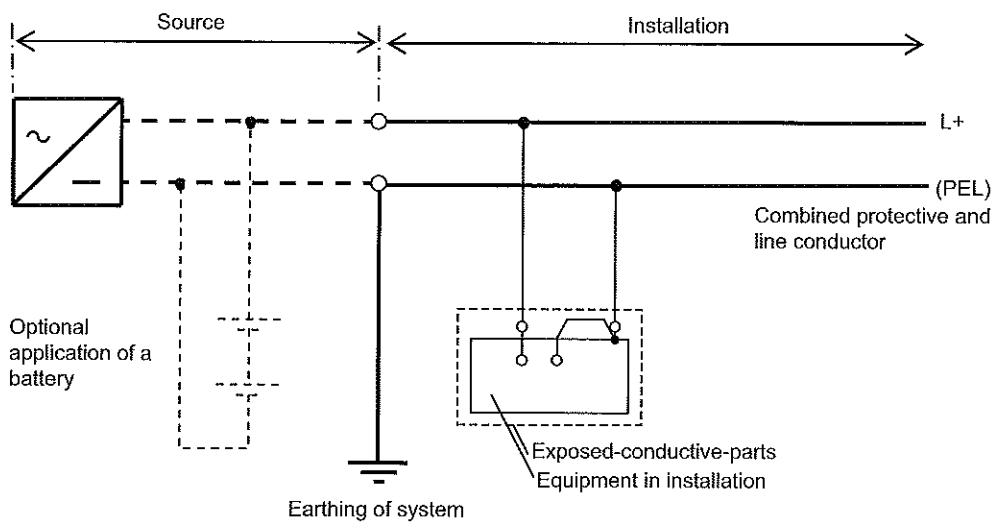 Source
Installation
L+
(PEL)
Combined protective and
line conductor
Optional
application of a
battery
Exposed-conductive-parts
Equipment in installation
Earthing of system